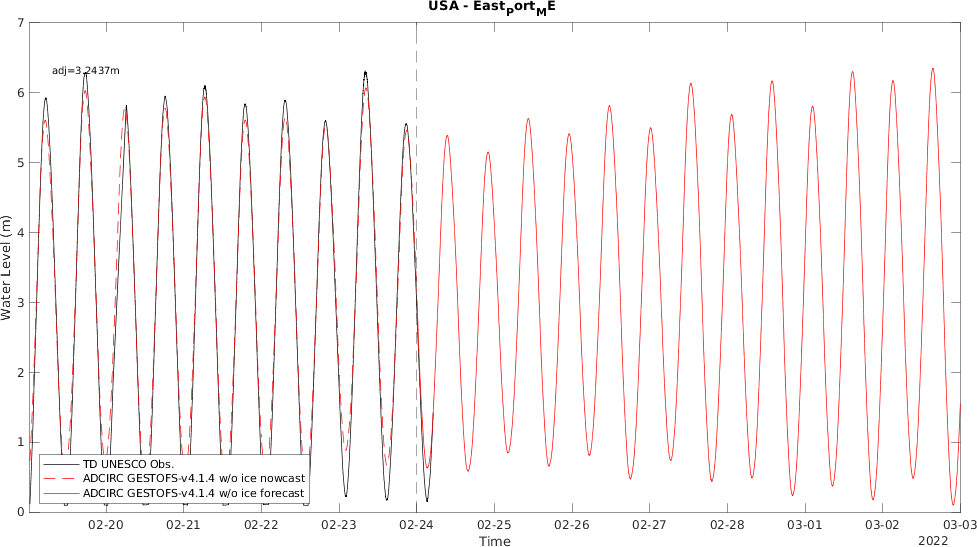 USA - EastPortME
adj=3.2437m
7
6
5
4
3
2
1
0
Water Level (m)
TD UNESCO Obs.
ADCIRC GESTOFS-v4.1.4 w/o ice nowcast
ADCIRC GESTOFS-v4.1.4 w/o ice forecast
02-20 02-21 02-22 02-23 02-24 02-25 02-26 02-27 02-28 03-01 03-02 03-03
Time
2022